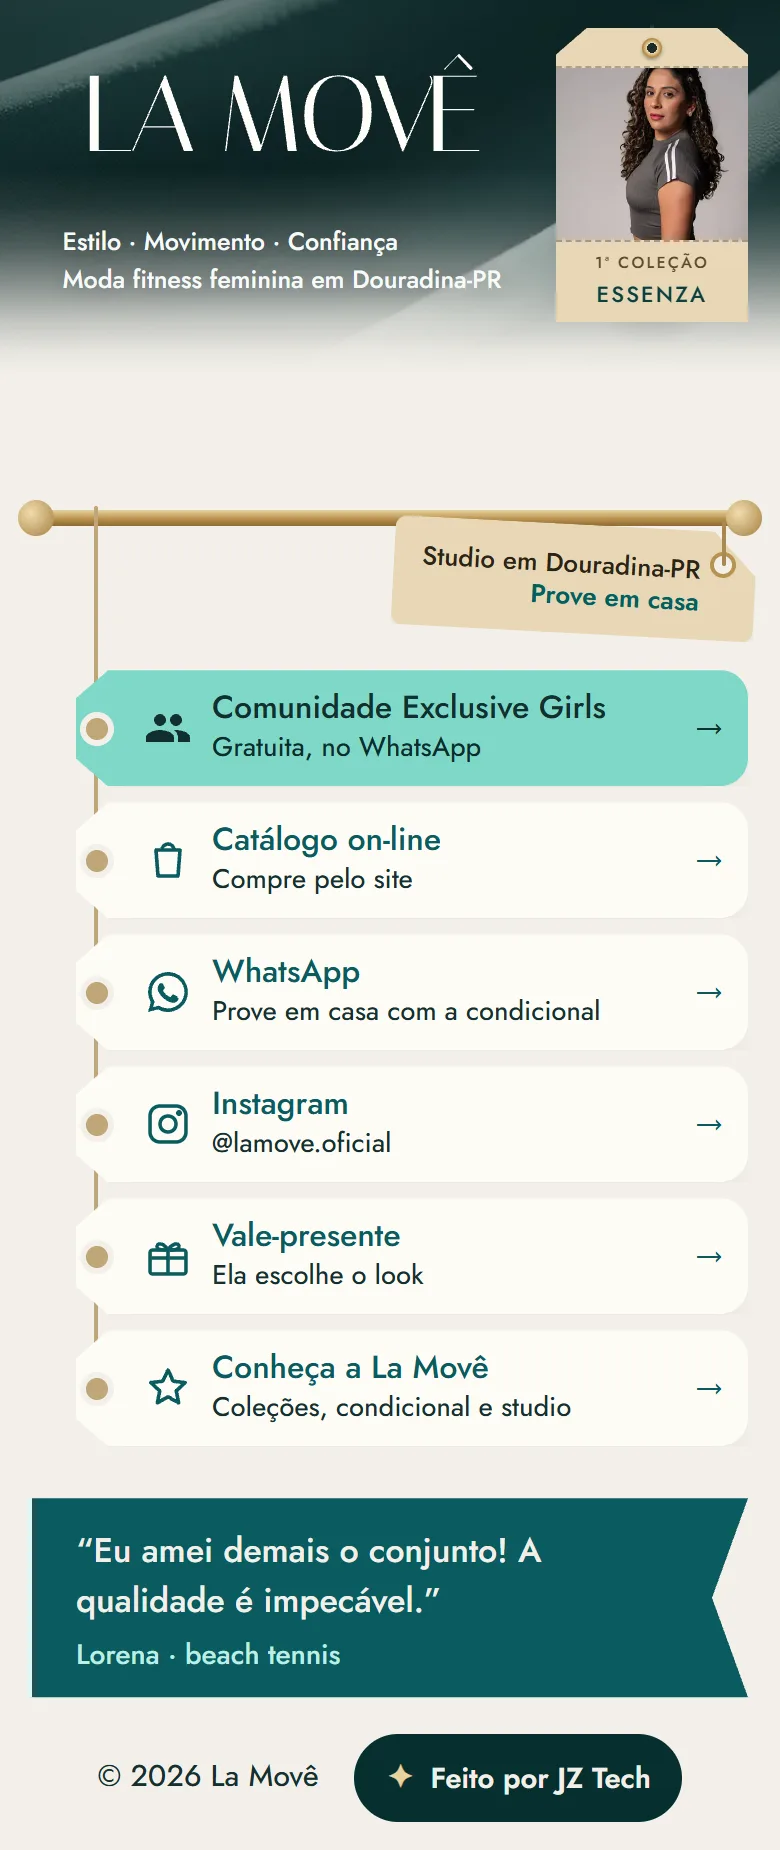 LA MOVÊ
Estilo · Movimento · Confiança
Moda fitness feminina em Douradina-PR
1ª COLEÇÃO
ESSENZA
Studio em Douradina-PR
Prove em casa
Comunidade Exclusive Girls
Gratuita, no WhatsApp
→
Catálogo on-line
Compre pelo site
→
WhatsApp
Prove em casa com a condicional
→
Instagram
@lamove.oficial
→
Vale-presente
Ela escolhe o look
→
Conheça a La Movê
Coleções, condicional e studio
→
“Eu amei demais o conjunto! A
qualidade é impecável.”
Lorena · beach tennis
© 2026 La Movê
✦ Feito por JZ Tech